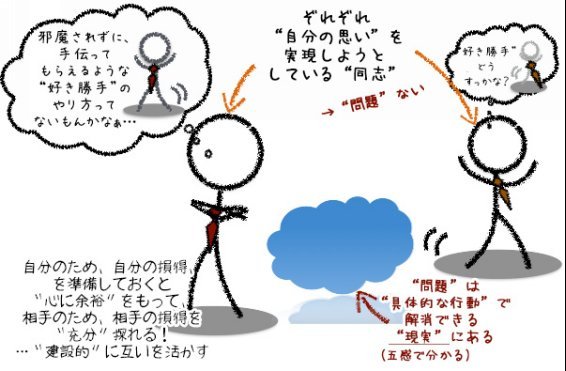 邪魔されずに、
手伝って
もらえるような
“好き勝手”の
やり方って
ないもんかなぁ…
ぞれぞれ
“自分の思い”を
実現しようと
している“同志”
→ “問題”ない
“好き勝手”
どう
すっかな?
自分のため、自分の損得、
を準備しておくと
“心に余裕”をもって、
相手のため、相手の損得を
“充分”採れる!
…“建設的”に互いを活かす
“問題”は
“具体的な行動”で
解消できる
“現実”にある
(五感で分かる)